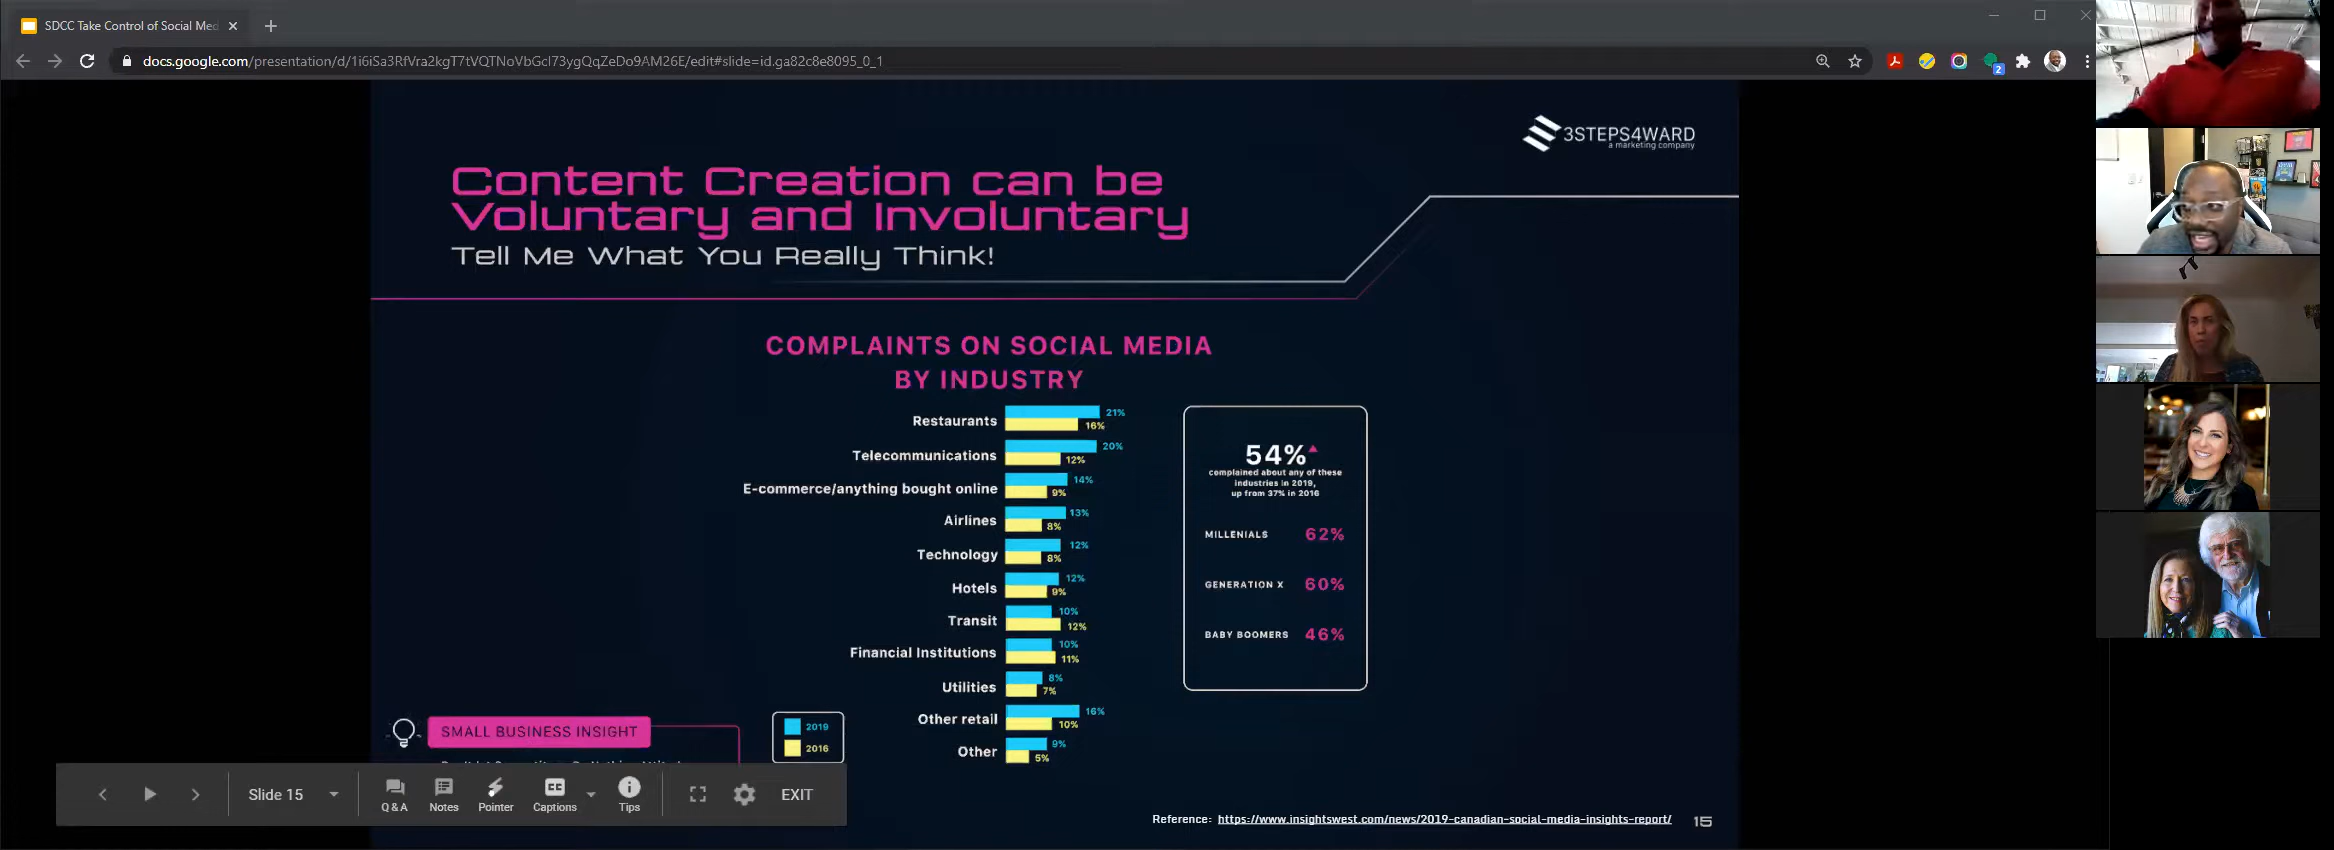 SDCC Take Control of Social Med
docs.google.com/presentation/d/1i6iSa3RfVra2kgT7tVQTNoVbGcl73ygQqZeDo9AM26E/edit#slide=id.ga82c8e8095_0_1
2
3STEPS4WARD
a marketing company
Content Creation can be
Voluntary and Involuntary
Tell Me What You Really Think!
COMPLAINTS ON SOCIAL MEDIA
BY INDUSTRY
Restaurants 21% 16%
Telecommunications 20% 12%
E-commerce/anything bought online 14% 9%
Airlines 13% 8%
Technology 12% 8%
Hotels 12% 9%
Transit 10% 12%
Financial Institutions 10% 11%
Utilities 8% 7%
Other retail 16% 10%
Other 9% 5%
54%
complained about any of these
industries in 2019,
up from 37% in 2016
MILLENIALS 62%
GENERATION X 60%
BABY BOOMERS 46%
SMALL BUSINESS INSIGHT
2019
2016
Slide 15
Q & A
Notes
Pointer
CC
Captions
Tips
EXIT
Reference: https://www.insightswest.com/news/2019-canadian-social-media-insights-report/
15